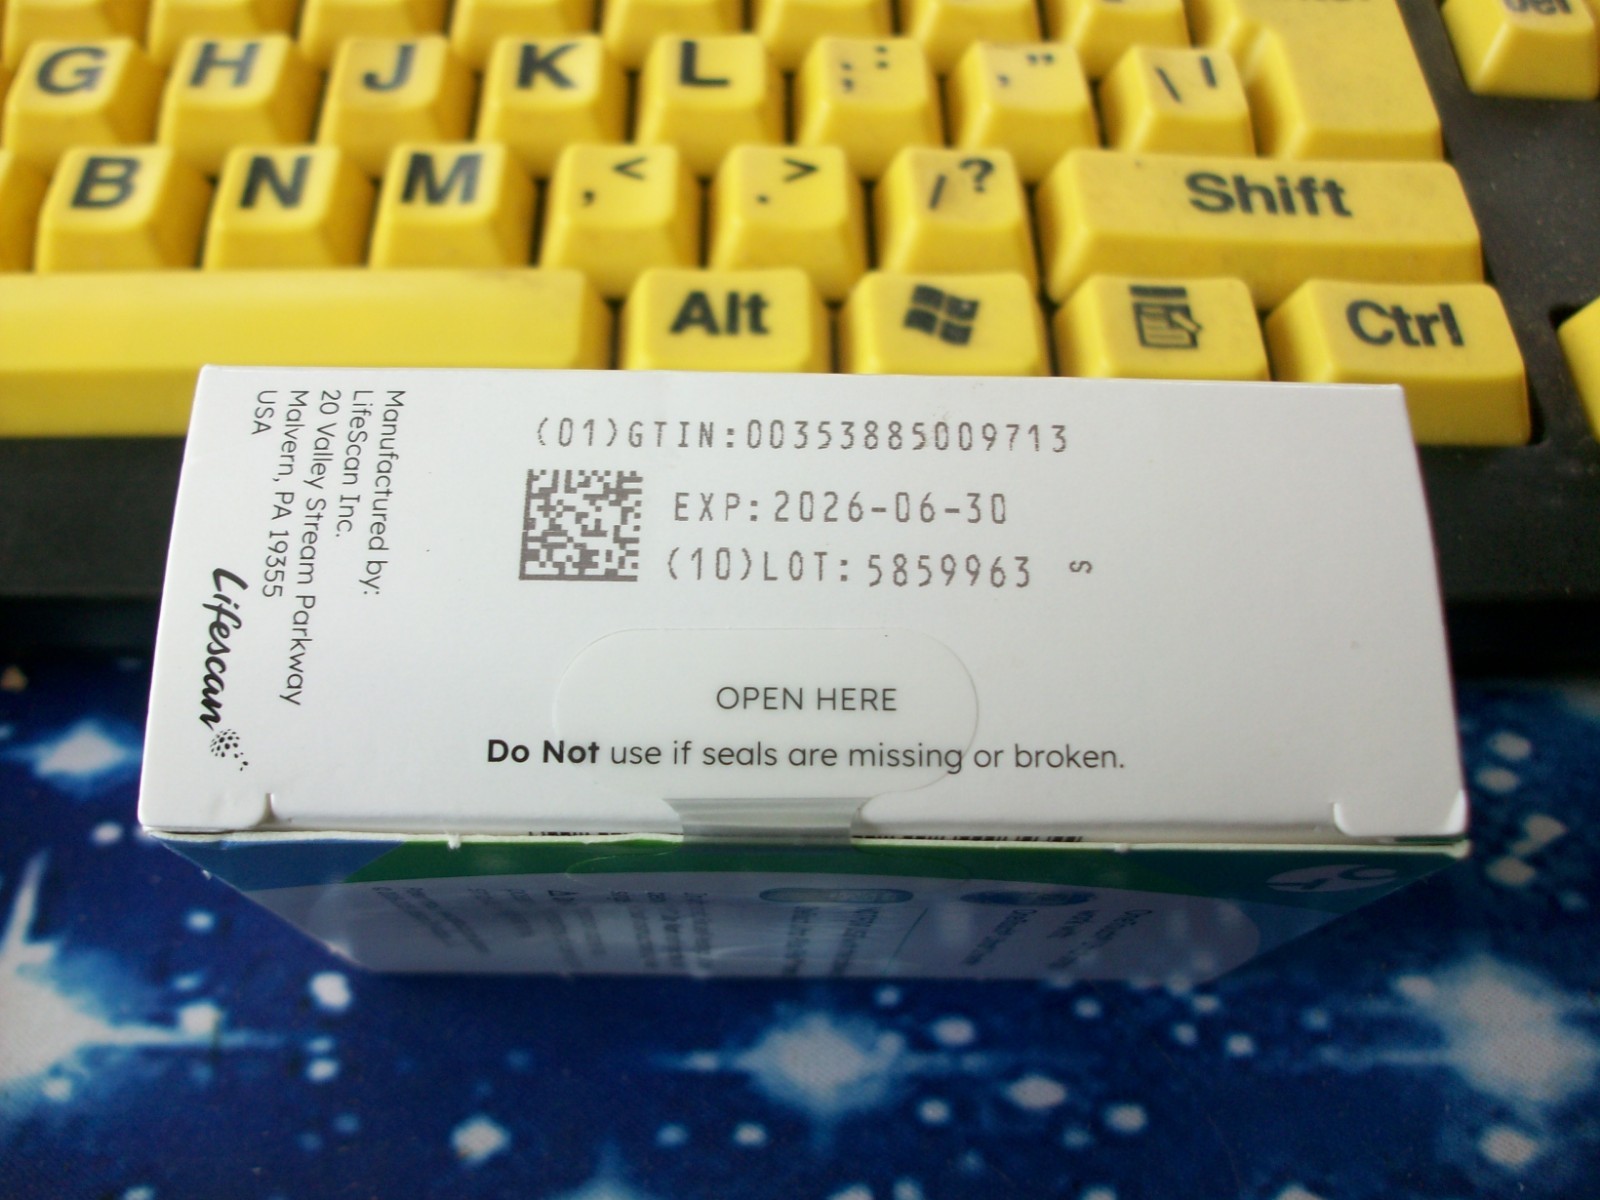 G H J K L ; : , " \ |
B N M , < . > / ? Shift
Alt Ctrl
(01)GTIN:00353885009713
EXP:2026-06-30
(10)LOT:5859963 S
OPEN HERE
Do Not use if seals are missing or broken.
Manufactured by:
LifeScan Inc.
20 Valley Stream Parkway
Malvern, PA 19355
USA
Lifescan